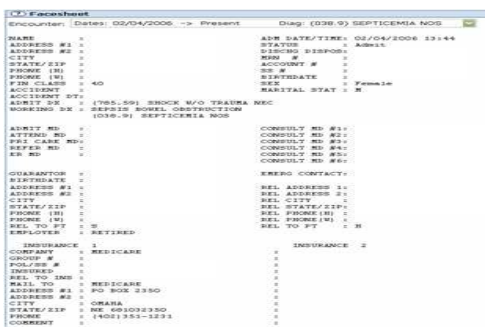 Facesheet
Encounter: Dates: 02/04/2006 --> Present Diag: (038.9) SEPTICEMIA NOS
NAME : ADM DATE/TIME: 02/04/2006 13:44
ADDRESS #1 : STATUS : Admit
ADDRESS #2 : DISCHG DISPOS:
CITY : MRN # :
STATE/ZIP : ACCOUNT # :
PHONE (H) : SS # :
PHONE (W) : BIRTHDATE :
FIN CLASS : 40 SEX : Female
ACCIDENT : MARITAL STAT : M
ACCIDENT DT:
ADMIT DX : (785.59) SHOCK W/O TRAUMA NEC
WORKING DX : SEPSIS BOWEL OBSTRUCTION
(038.9) SEPTICEMIA NOS
ADMIT MD : CONSULT MD #1:
ATTEND MD : CONSULT MD #2:
PRI CARE MD: CONSULT MD #3:
REFER MD : CONSULT MD #4:
ER MD : CONSULT MD #5:
CONSULT MD #6:
GUARANTOR : EMERG CONTACT:
BIRTHDATE :
ADDRESS #1 : REL ADDRESS 1:
ADDRESS #2 : REL ADDRESS 2:
CITY : REL CITY :
STATE/ZIP : REL STATE/ZIP:
PHONE (H) : REL PHONE(H) :
PHONE (W) : REL PHONE(W) :
REL TO PT : S REL TO PT : H
EMPLOYER : RETIRED
INSURANCE 1 INSURANCE 2
COMPANY : MEDICARE :
GROUP # : :
POL/SS # : :
INSURED : :
REL TO INS : :
MAIL TO : MEDICARE :
ADDRESS #1 : PO BOX 2350 :
ADDRESS #2 : :
CITY : OMAHA :
STATE/ZIP : NE 681032350 :
PHONE : (402)351-1231 :
COMMENT : :